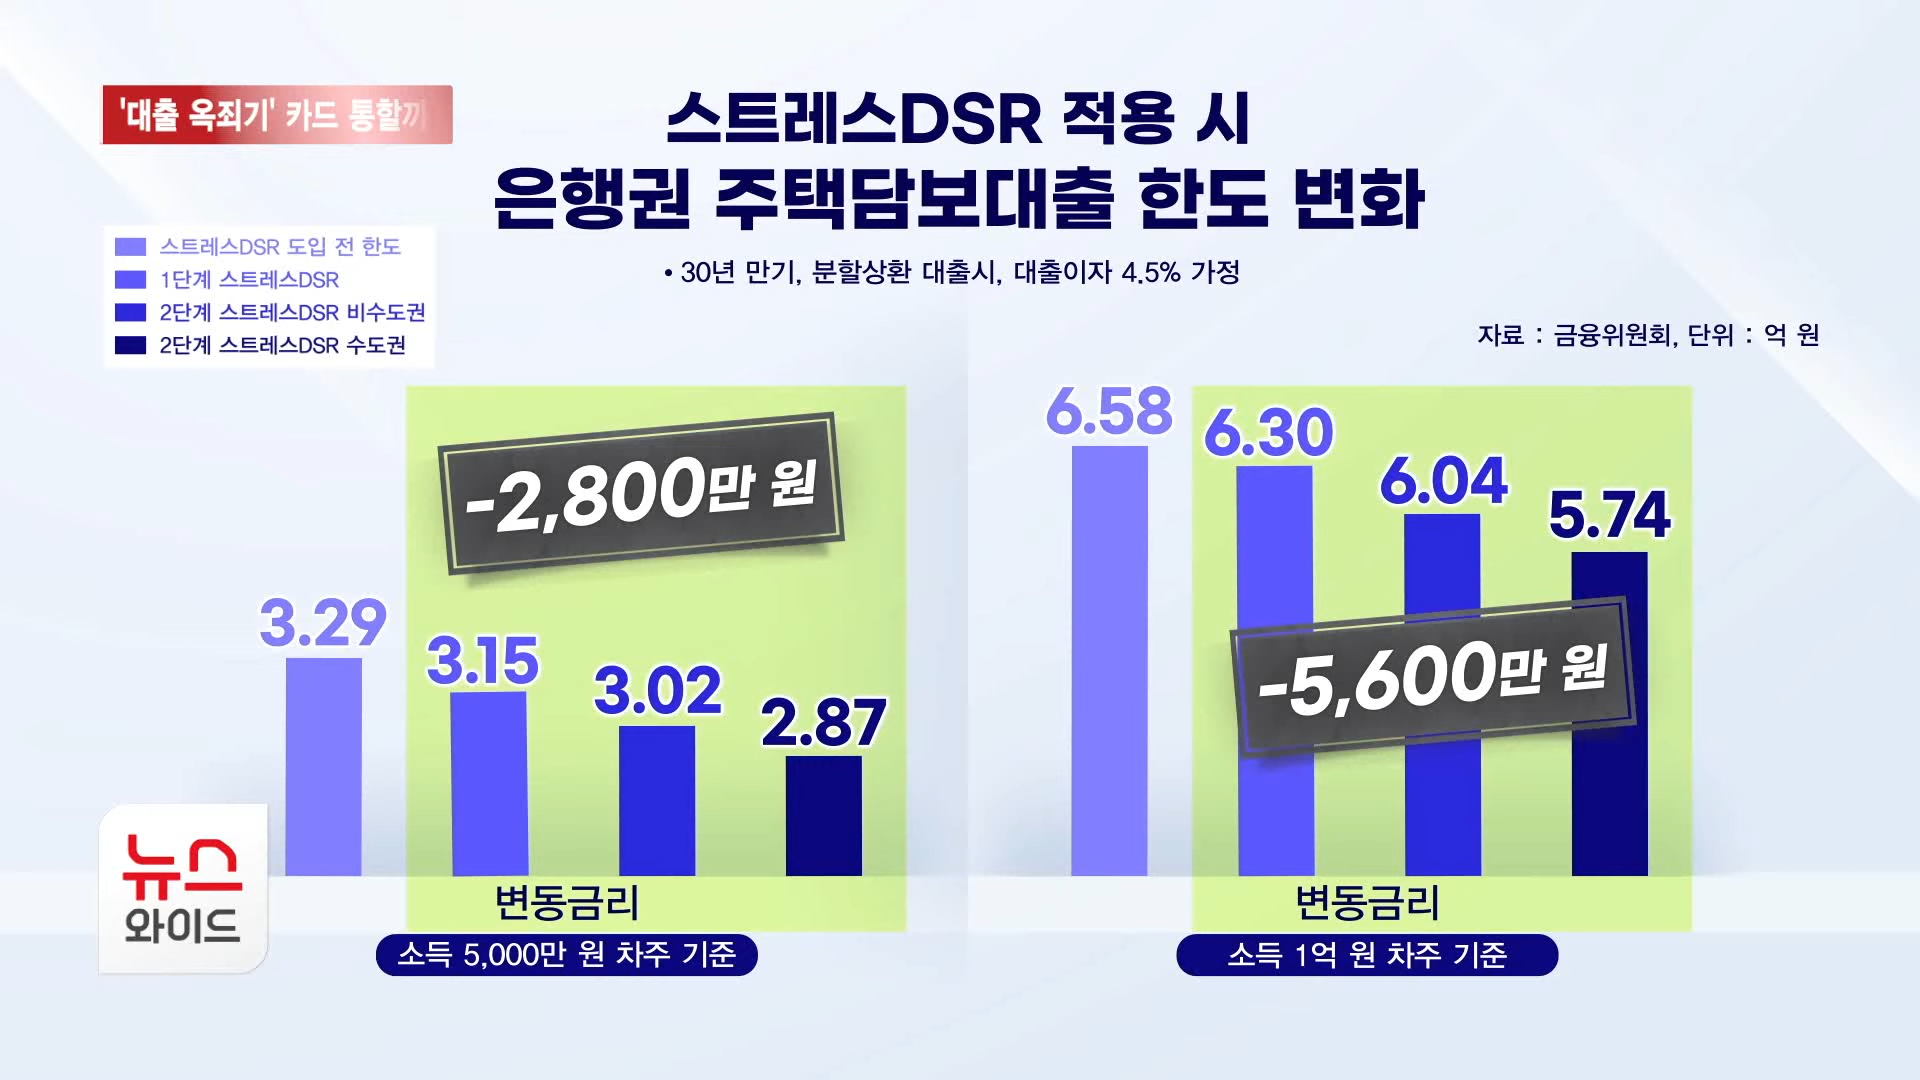 '대출 옥죄기' 카드 통할까
스트레스DSR 적용 시
은행권 주택담보대출 한도 변화
• 30년 만기, 분할상환 대출시, 대출이자 4.5% 가정
스트레스DSR 도입 전 한도
1단계 스트레스DSR
2단계 스트레스DSR 비수도권
2단계 스트레스DSR 수도권
자료 : 금융위원회, 단위 : 억 원
-2,800만 원
3.29
3.15
3.02
2.87
변동금리
소득 5,000만 원 차주 기준
6.58
6.30
6.04
5.74
-5,600만 원
변동금리
소득 1억 원 차주 기준
뉴스
와이드